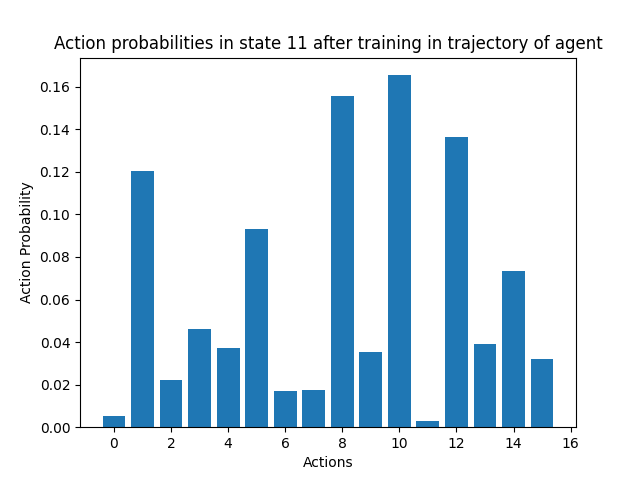 Action probabilities in state 11 after training in trajectory of agent
Action Probability
0.16
0.14
0.12
0.10
0.08
0.06
0.04
0.02
0.00
0 2 4 6 8 10 12 14 16
Actions